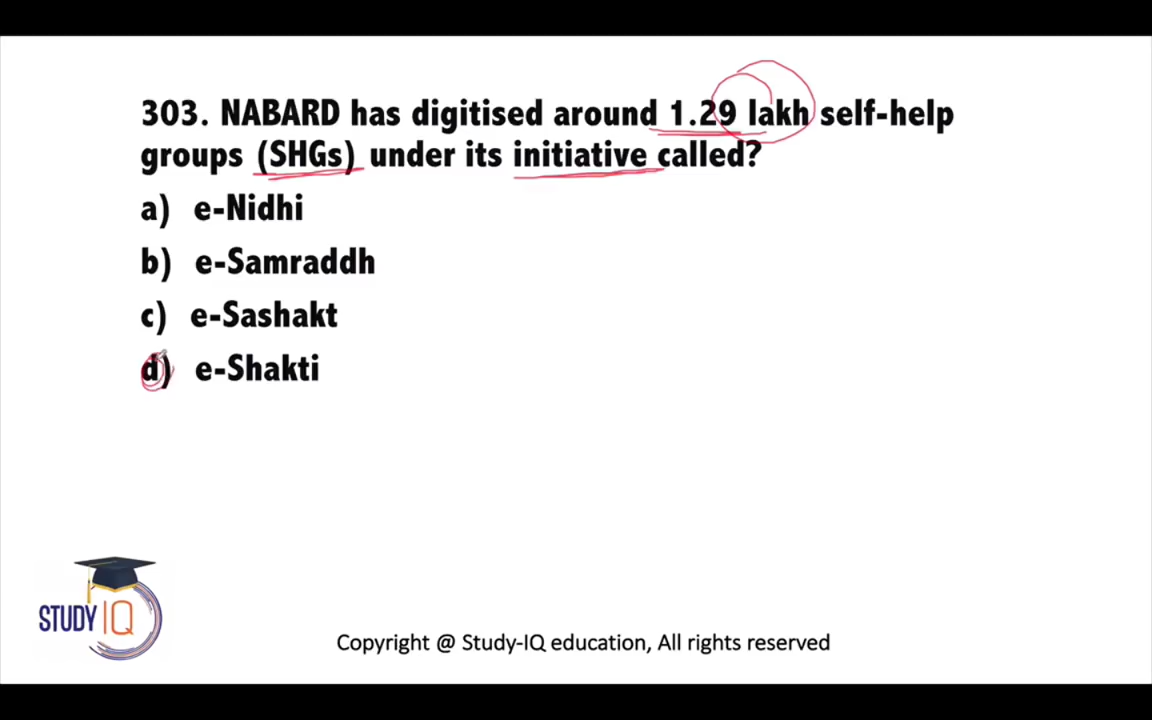 303. NABARD has digitised around 1.29 lakh self-help
groups (SHGs) under its initiative called?
a) e-Nidhi
b) e-Samraddh
c) e-Sashakt
d) e-Shakti
STUDY IQ
Copyright @ Study-IQ education, All rights reserved